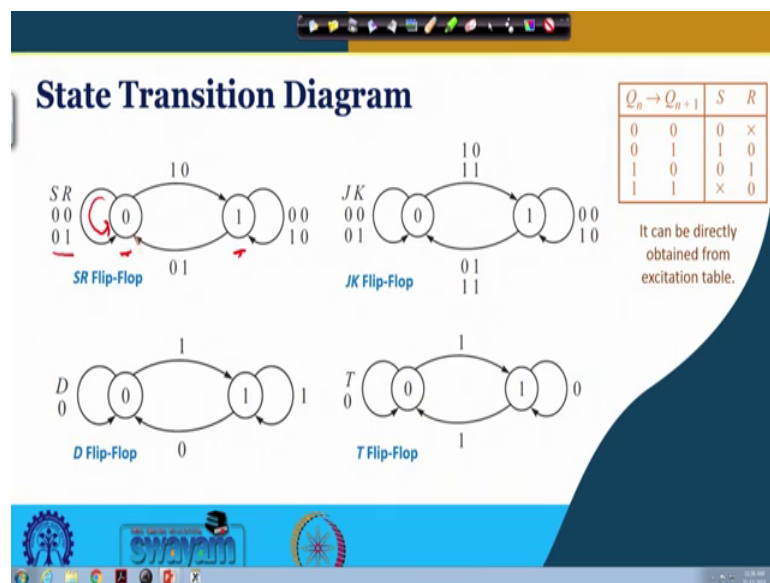 State Transition Diagram
Qn → Qn+1 S R
0 0 0 ×
0 1 1 0
1 0 0 1
1 1 × 0
It can be directly
obtained from
excitation table.
S R
0 0
0 1
0
1 0
1
0 0
1 0
0 1
SR Flip-Flop
J K
0 0
0 1
0
1 0
1 1
1
0 0
1 0
0 1
1 1
JK Flip-Flop
D
0
0
1
1
1
0
D Flip-Flop
T
0
0
1
1
0
1
T Flip-Flop
swayam